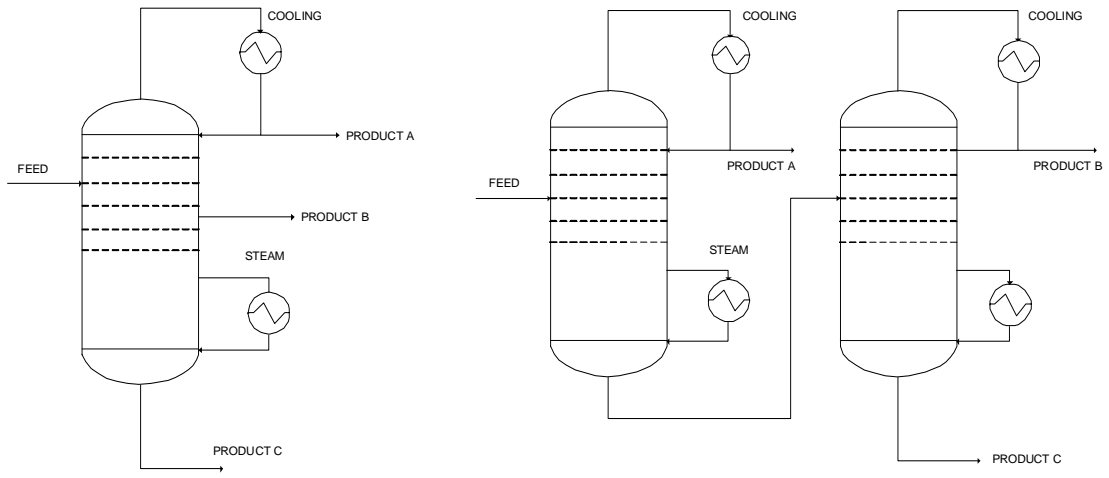 COOLING
PRODUCT A
FEED
PRODUCT B
STEAM
PRODUCT C
COOLING
PRODUCT A
FEED
STEAM
COOLING
PRODUCT B
PRODUCT C